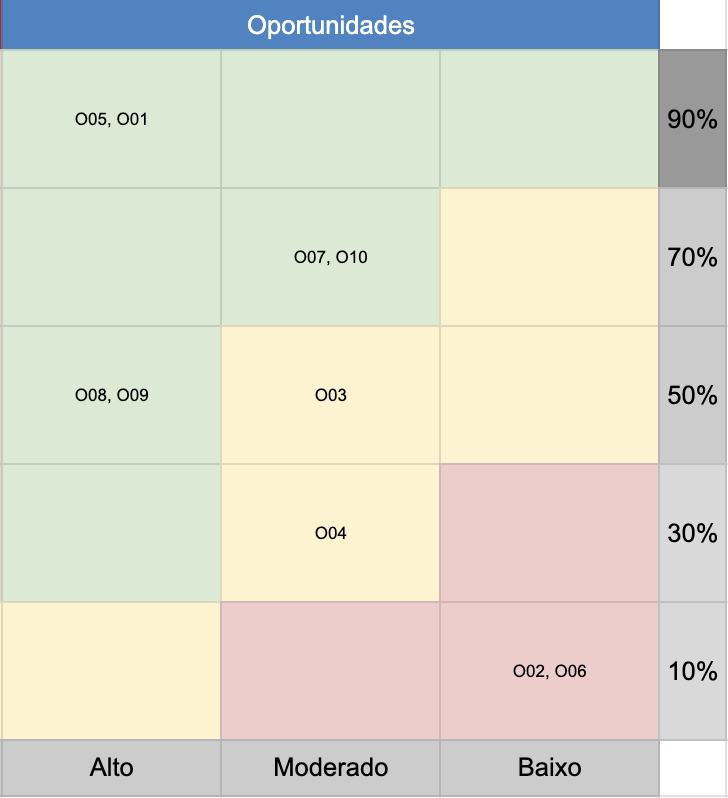 Oportunidades
O05, O01
90%
O07, O10
70%
O08, O09
O03
50%
O04
30%
O02, O06
10%
Alto
Moderado
Baixo